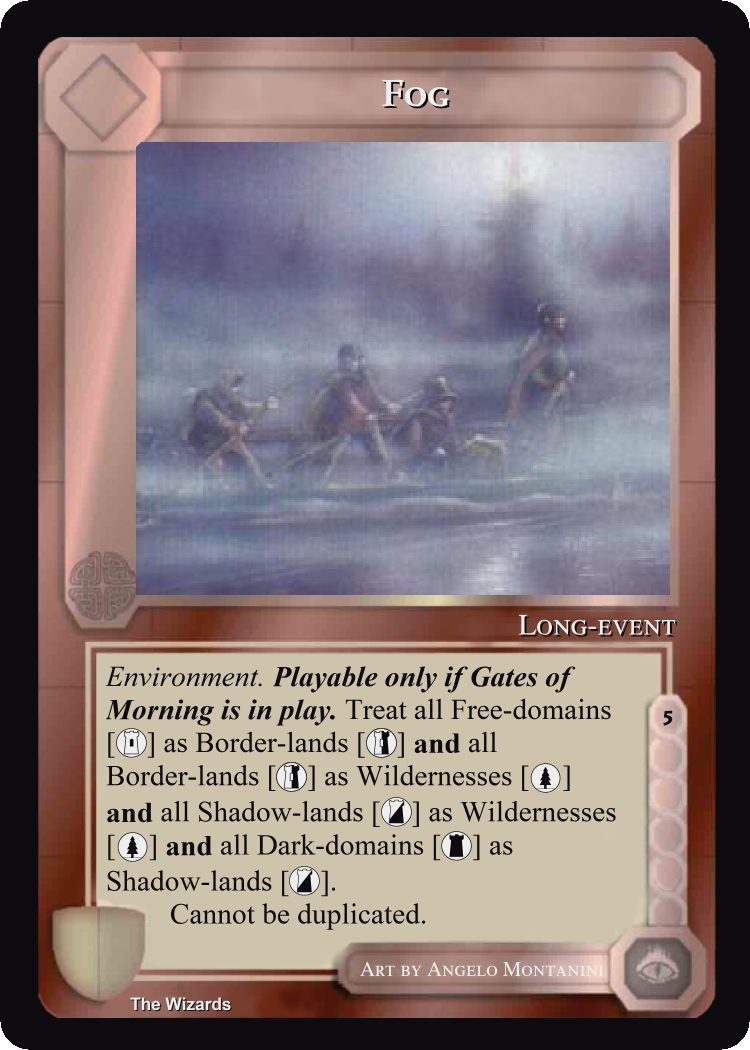 Fog
Long-event
Environment. Playable only if Gates of
Morning is in play. Treat all Free-domains
[] as Border-lands [] and all
Border-lands [] as Wildernesses []
and all Shadow-lands [] as Wildernesses
[] and all Dark-domains [] as
Shadow-lands [].
Cannot be duplicated.
5
Art by Angelo Montanini
The Wizards